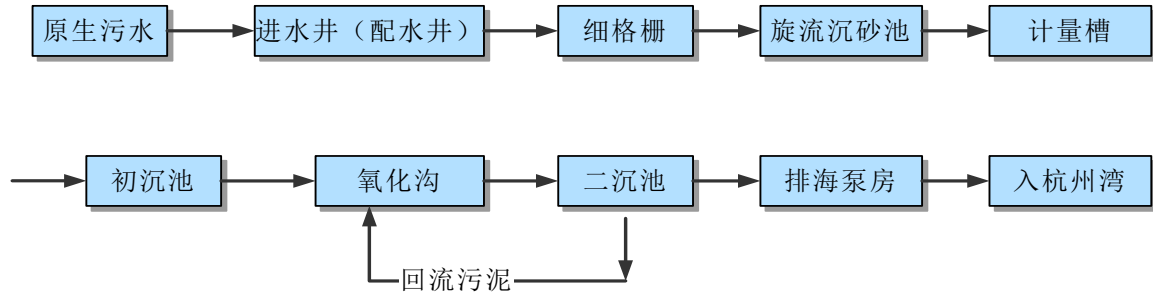 原生污水
进水井（配水井）
细格栅
旋流沉砂池
计量槽
初沉池
氧化沟
二沉池
排海泵房
入杭州湾
回流污泥